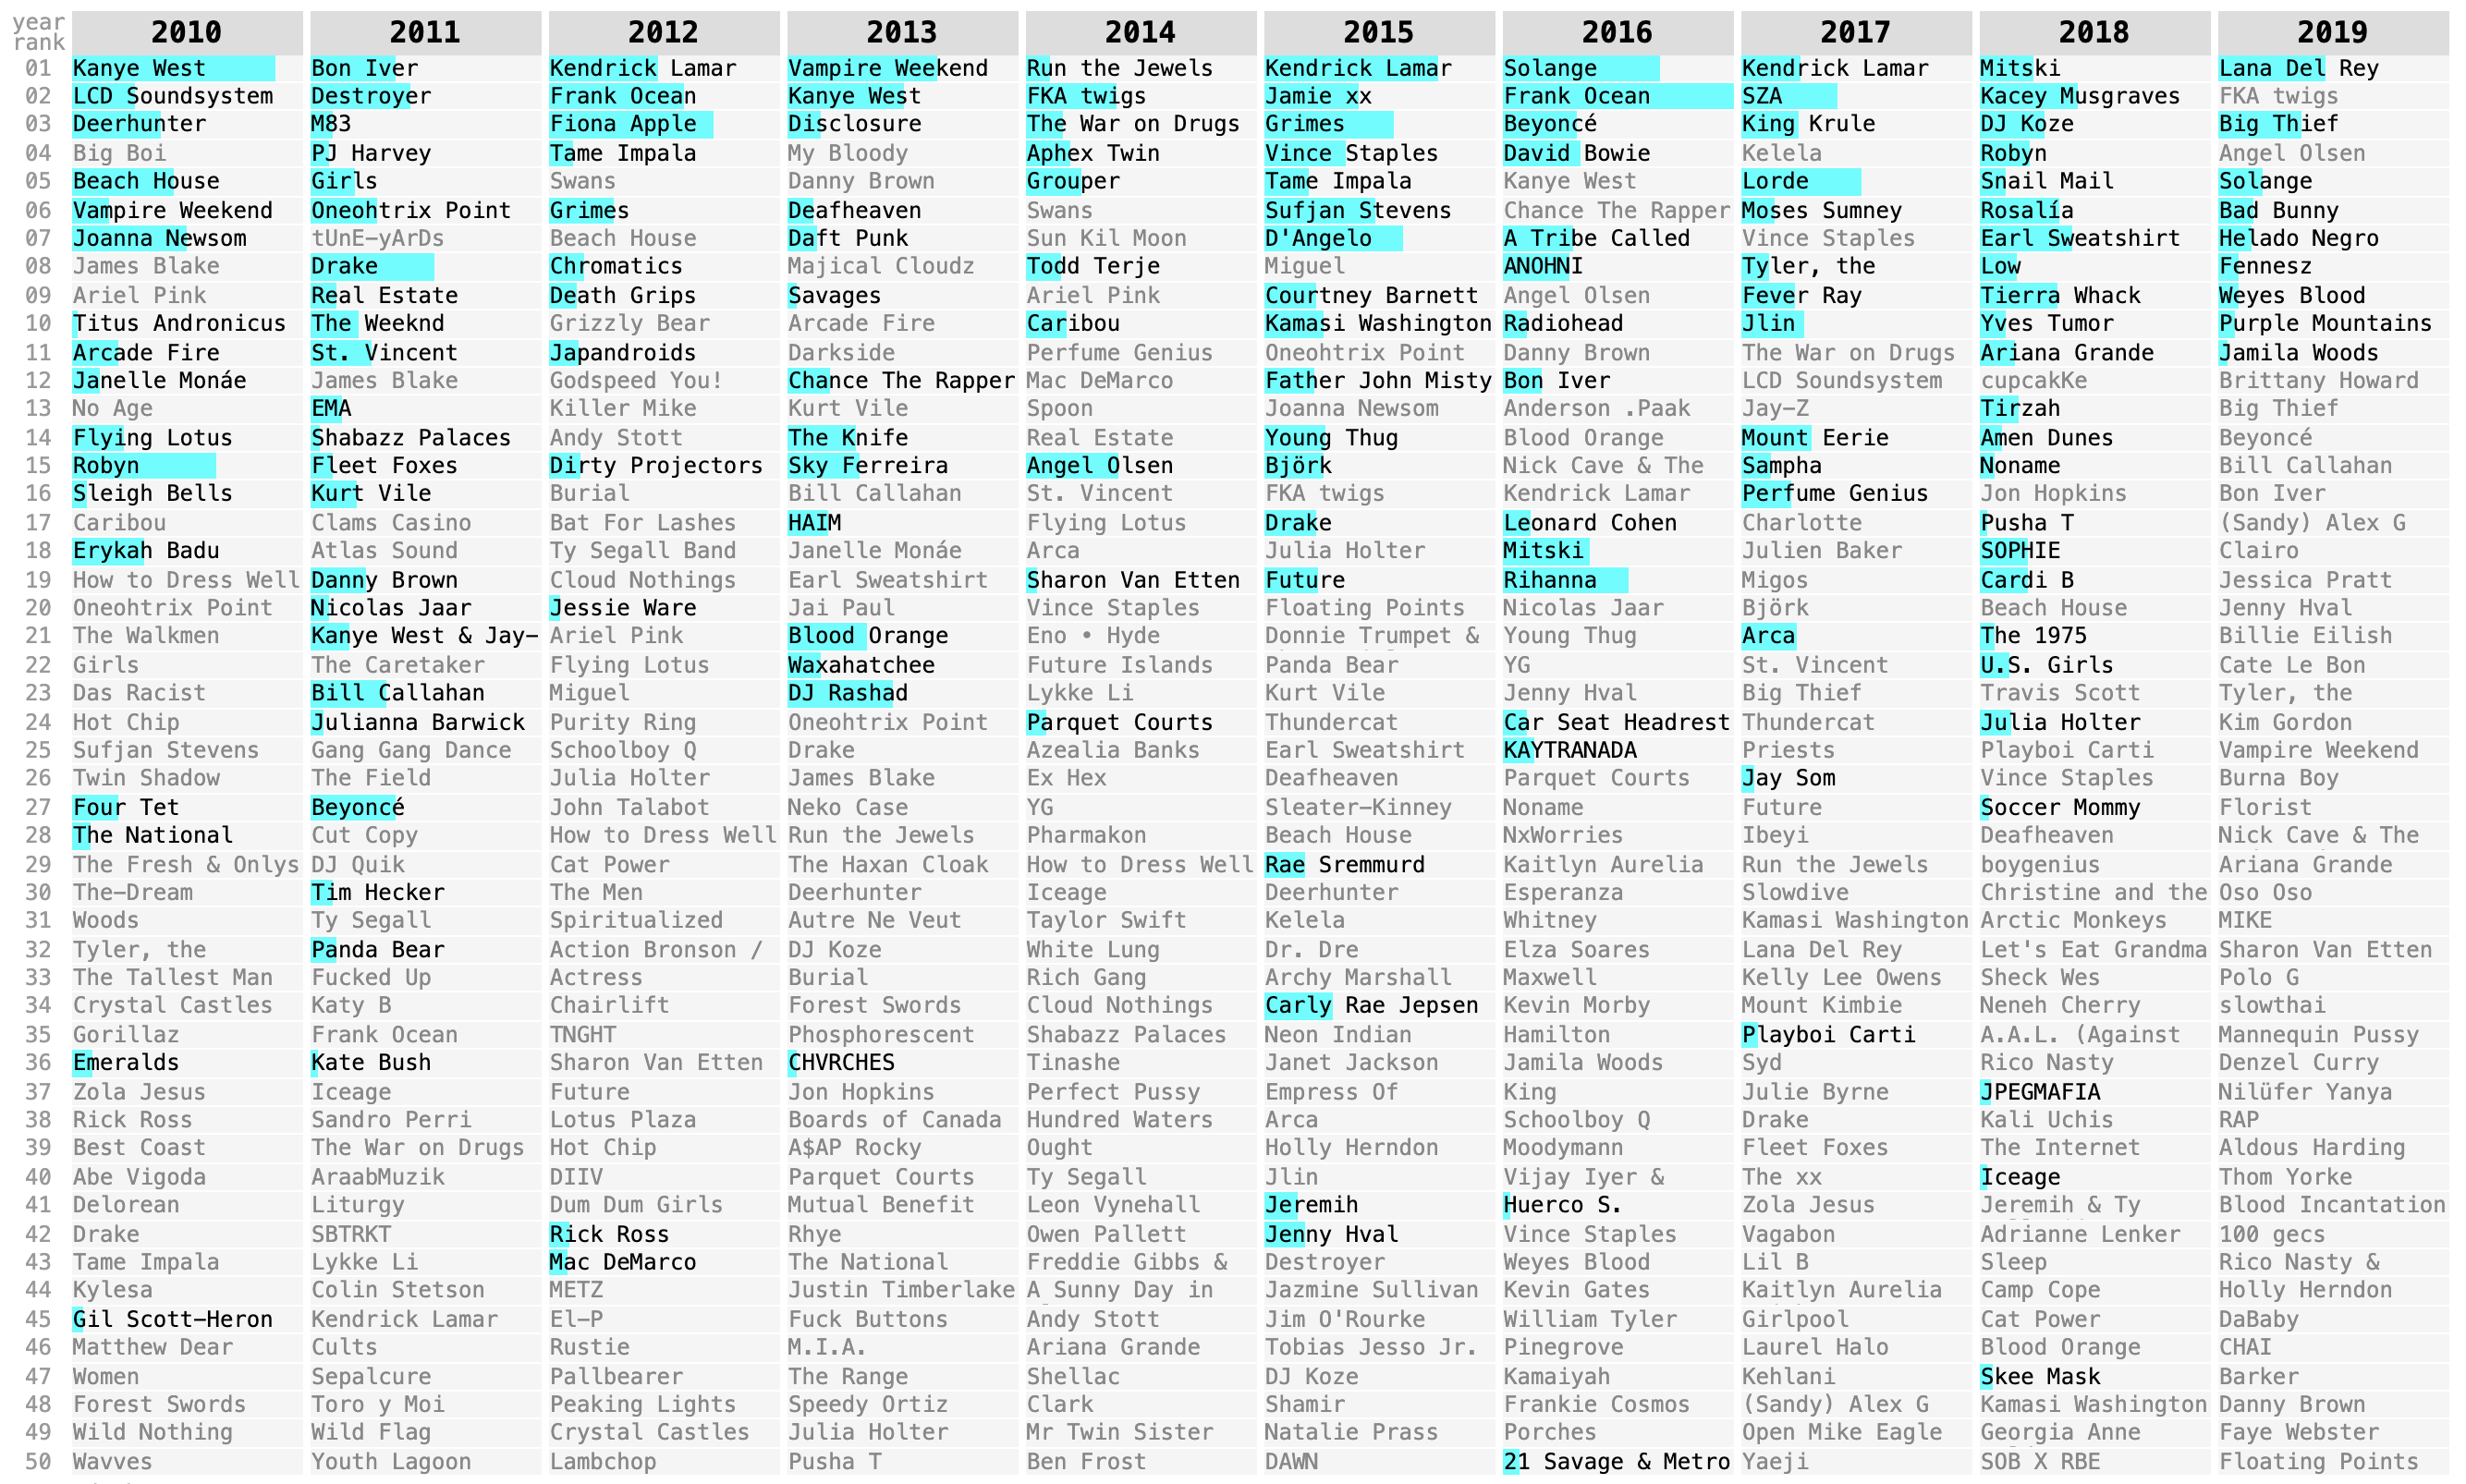 year 2010 2011 2012 2013 2014 2015 2016 2017 2018 2019
rank
01 Kanye West Bon Iver Kendrick Lamar Vampire Weekend Run the Jewels Kendrick Lamar Solange Kendrick Lamar Mitski Lana Del Rey
02 LCD Soundsystem Destroyer Frank Ocean Kanye West FKA twigs Jamie xx Frank Ocean SZA Kacey Musgraves FKA twigs
03 Deerhunter M83 Fiona Apple Disclosure The War on Drugs Grimes Beyoncé King Krule DJ Koze Big Thief
04 Big Boi PJ Harvey Tame Impala My Bloody Aphex Twin Vince Staples David Bowie Kelela Robyn Angel Olsen
05 Beach House Girls Swans Danny Brown Grouper Tame Impala Kanye West Lorde Snail Mail Solange
06 Vampire Weekend Oneohtrix Point Grimes Deafheaven Swans Sufjan Stevens Chance The Rapper Moses Sumney Rosalía Bad Bunny
07 Joanna Newsom tUnE-yArDs Beach House Daft Punk Sun Kil Moon D'Angelo A Tribe Called Vince Staples Earl Sweatshirt Helado Negro
08 James Blake Drake Chromatics Majical Cloudz Todd Terje Miguel ANOHNI Tyler, the Low Fennesz
09 Ariel Pink Real Estate Death Grips Savages Ariel Pink Courtney Barnett Angel Olsen Fever Ray Tierra Whack Weyes Blood
10 Titus Andronicus The Weeknd Grizzly Bear Arcade Fire Caribou Kamasi Washington Radiohead Jlin Yves Tumor Purple Mountains
11 Arcade Fire St. Vincent Japandroids Darkside Perfume Genius Oneohtrix Point Danny Brown The War on Drugs Ariana Grande Jamila Woods
12 Janelle Monáe James Blake Godspeed You! Chance The Rapper Mac DeMarco Father John Misty Bon Iver LCD Soundsystem cupcakKe Brittany Howard
13 No Age EMA Killer Mike Kurt Vile Spoon Joanna Newsom Anderson .Paak Jay-Z Tirzah Big Thief
14 Flying Lotus Shabazz Palaces Andy Stott The Knife Real Estate Young Thug Blood Orange Mount Eerie Amen Dunes Beyoncé
15 Robyn Fleet Foxes Dirty Projectors Sky Ferreira Angel Olsen Björk Nick Cave & The Sampha Noname Bill Callahan
16 Sleigh Bells Kurt Vile Burial Bill Callahan St. Vincent FKA twigs Kendrick Lamar Perfume Genius Jon Hopkins Bon Iver
17 Caribou Clams Casino Bat For Lashes HAIM Flying Lotus Drake Leonard Cohen Charlotte Pusha T (Sandy) Alex G
18 Erykah Badu Atlas Sound Ty Segall Band Janelle Monáe Arca Julia Holter Mitski Julien Baker SOPHIE Clairo
19 How to Dress Well Danny Brown Cloud Nothings Earl Sweatshirt Sharon Van Etten Future Rihanna Migos Cardi B Jessica Pratt
20 Oneohtrix Point Nicolas Jaar Jessie Ware Jai Paul Vince Staples Floating Points Nicolas Jaar Björk Beach House Jenny Hval
21 The Walkmen Kanye West & Jay- Ariel Pink Blood Orange Eno • Hyde Donnie Trumpet & Young Thug Arca The 1975 Billie Eilish
22 Girls The Caretaker Flying Lotus Waxahatchee Future Islands Panda Bear YG St. Vincent U.S. Girls Cate Le Bon
23 Das Racist Bill Callahan Miguel DJ Rashad Lykke Li Kurt Vile Jenny Hval Big Thief Travis Scott Tyler, the
24 Hot Chip Julianna Barwick Purity Ring Oneohtrix Point Parquet Courts Thundercat Car Seat Headrest Thundercat Julia Holter Kim Gordon
25 Sufjan Stevens Gang Gang Dance Schoolboy Q Drake Azealia Banks Earl Sweatshirt KAYTRANADA Priests Playboi Carti Vampire Weekend
26 Twin Shadow The Field Julia Holter James Blake Ex Hex Deafheaven Parquet Courts Jay Som Vince Staples Burna Boy
27 Four Tet Beyoncé John Talabot Neko Case YG Sleater-Kinney Noname Future Soccer Mommy Florist
28 The National Cut Copy How to Dress Well Run the Jewels Pharmakon Beach House NxWorries Ibeyi Deafheaven Nick Cave & The
29 The Fresh & Onlys DJ Quik Cat Power The Haxan Cloak How to Dress Well Rae Sremmurd Kaitlyn Aurelia Run the Jewels boygenius Ariana Grande
30 The-Dream Tim Hecker The Men Deerhunter Iceage Deerhunter Esperanza Slowdive Christine and the Oso Oso
31 Woods Ty Segall Spiritualized Autre Ne Veut Taylor Swift Kelela Whitney Kamasi Washington Arctic Monkeys MIKE
32 Tyler, the Panda Bear Action Bronson / DJ Koze White Lung Dr. Dre Elza Soares Lana Del Rey Let's Eat Grandma Sharon Van Etten
33 The Tallest Man Fucked Up Actress Burial Rich Gang Archy Marshall Maxwell Kelly Lee Owens Sheck Wes Polo G
34 Crystal Castles Katy B Chairlift Forest Swords Cloud Nothings Carly Rae Jepsen Kevin Morby Mount Kimbie Neneh Cherry slowthai
35 Gorillaz Frank Ocean TNGHT Phosphorescent Shabazz Palaces Neon Indian Hamilton Playboi Carti A.A.L. (Against Mannequin Pussy
36 Emeralds Kate Bush Sharon Van Etten CHVRCHES Tinashe Janet Jackson Jamila Woods Syd Rico Nasty Denzel Curry
37 Zola Jesus Iceage Future Jon Hopkins Perfect Pussy Empress Of King Julie Byrne JPEGMAFIA Nilüfer Yanya
38 Rick Ross Sandro Perri Lotus Plaza Boards of Canada Hundred Waters Arca Schoolboy Q Drake Kali Uchis RAP
39 Best Coast The War on Drugs Hot Chip A$AP Rocky Ought Holly Herndon Moodymann Fleet Foxes The Internet Aldous Harding
40 Abe Vigoda AraabMuzik DIIV Parquet Courts Ty Segall Jlin Vijay Iyer & The xx Iceage Thom Yorke
41 Delorean Liturgy Dum Dum Girls Mutual Benefit Leon Vynehall Jeremih Huerco S. Zola Jesus Jeremih & Ty Blood Incantation
42 Drake SBTRKT Rick Ross Rhye Owen Pallett Jenny Hval Vince Staples Vagabon Adrianne Lenker 100 gecs
43 Tame Impala Lykke Li Mac DeMarco The National Freddie Gibbs & Destroyer Weyes Blood Lil B Sleep Rico Nasty &
44 Kylesa Colin Stetson METZ Justin Timberlake A Sunny Day in Jazmine Sullivan Kevin Gates Kaitlyn Aurelia Camp Cope Holly Herndon
45 Gil Scott-Heron Kendrick Lamar El-P Fuck Buttons Andy Stott Jim O'Rourke William Tyler Girlpool Cat Power DaBaby
46 Matthew Dear Cults Rustie M.I.A. Ariana Grande Tobias Jesso Jr. Pinegrove Laurel Halo Blood Orange CHAI
47 Women Sepalcure Pallbearer The Range Shellac DJ Koze Kamaiyah Kehlani Skee Mask Barker
48 Forest Swords Toro y Moi Peaking Lights Speedy Ortiz Clark Shamir Frankie Cosmos (Sandy) Alex G Kamasi Washington Danny Brown
49 Wild Nothing Wild Flag Crystal Castles Julia Holter Mr Twin Sister Natalie Prass Porches Open Mike Eagle Georgia Anne Faye Webster
50 Wavves Youth Lagoon Lambchop Pusha T Ben Frost DAWN 21 Savage & Metro Yaeji SOB X RBE Floating Points